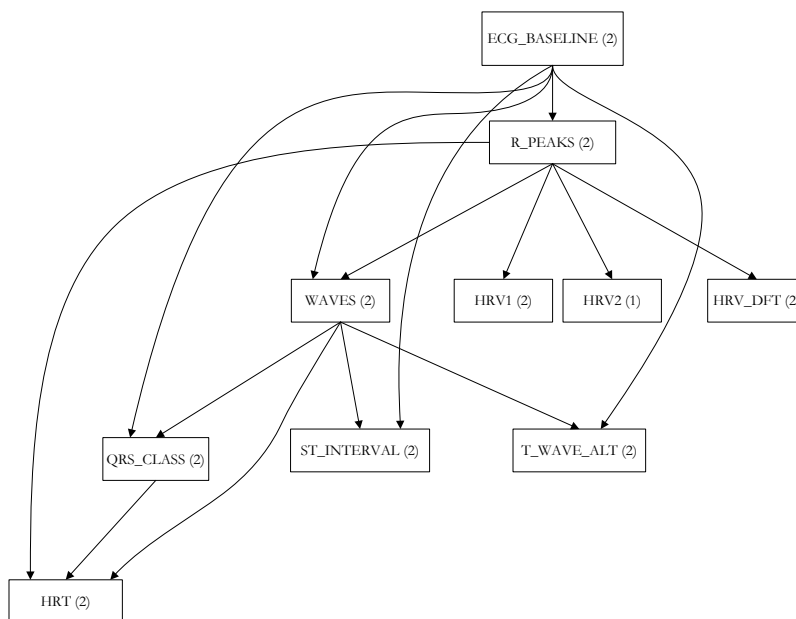 ECG_BASELINE (2)
R_PEAKS (2)
WAVES (2)
HRV1 (2)
HRV2 (1)
HRV_DFT (2)
QRS_CLASS (2)
ST_INTERVAL (2)
T_WAVE_ALT (2)
HRT (2)